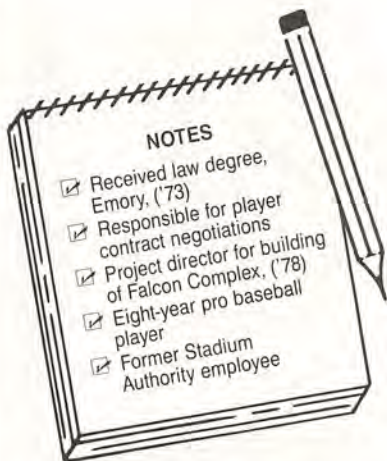 NOTES
Received law degree,
Emory, ('73)
Responsible for player
contract negotiations
Project director for building
of Falcon Complex, ('78)
Eight-year pro baseball
player
Former Stadium
Authority employee